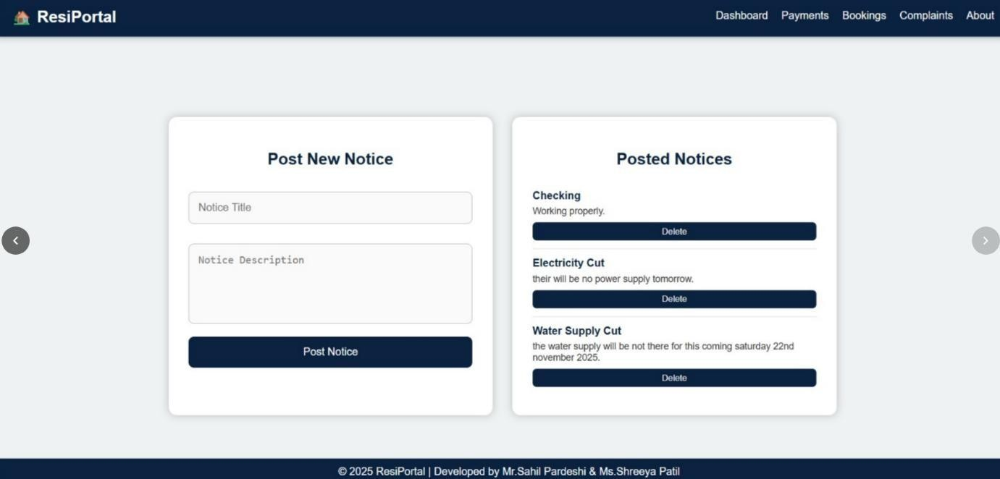 ResiPortal
Dashboard Payments Bookings Complaints About
Post New Notice
Notice Title
Notice Description
Post Notice
Posted Notices
Checking
Working properly.
Delete
Electricity Cut
their will be no power supply tomorrow.
Delete
Water Supply Cut
the water supply will be not there for this coming saturday 22nd
november 2025.
Delete
© 2025 ResiPortal | Developed by Mr.Sahil Pardeshi & Ms.Shreeya Patil